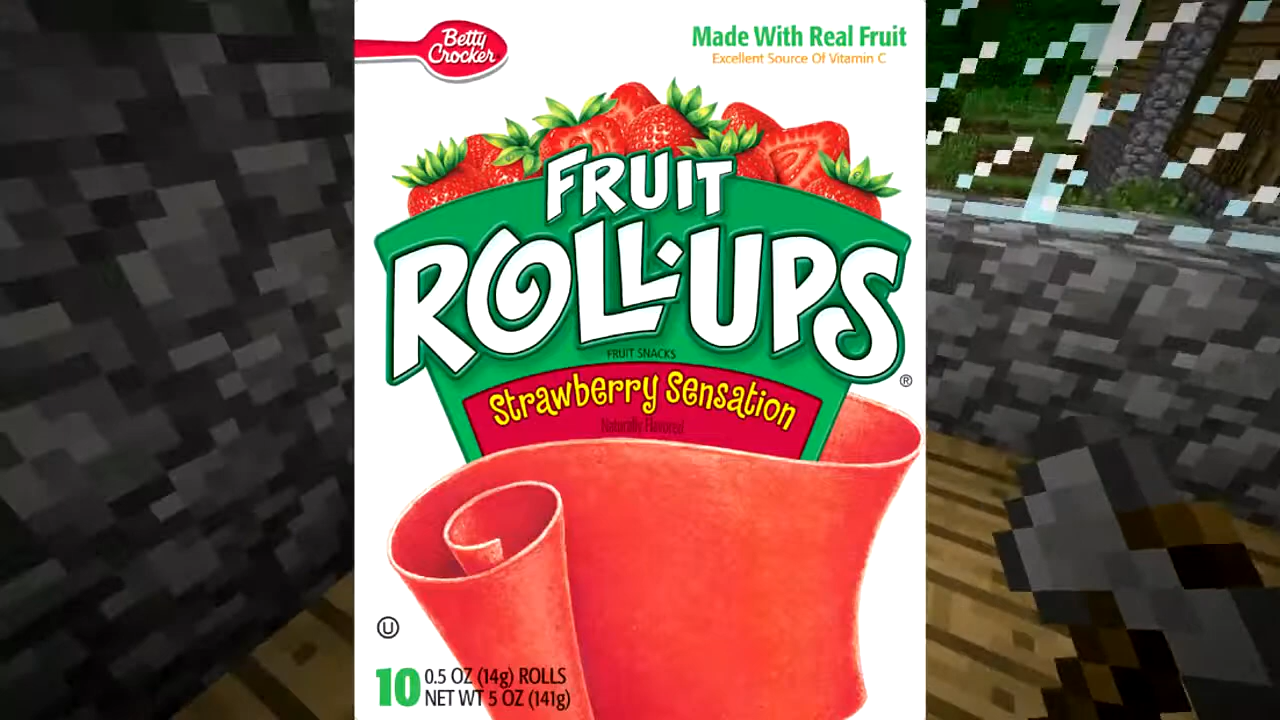 Betty
Crocker
Made With Real Fruit
Excellent Source Of Vitamin C
FRUIT
ROLL·UPS
®
FRUIT SNACKS
Strawberry Sensation
Naturally Flavored
U
10 0.5 OZ (14g) ROLLS
NET WT 5 OZ (141g)